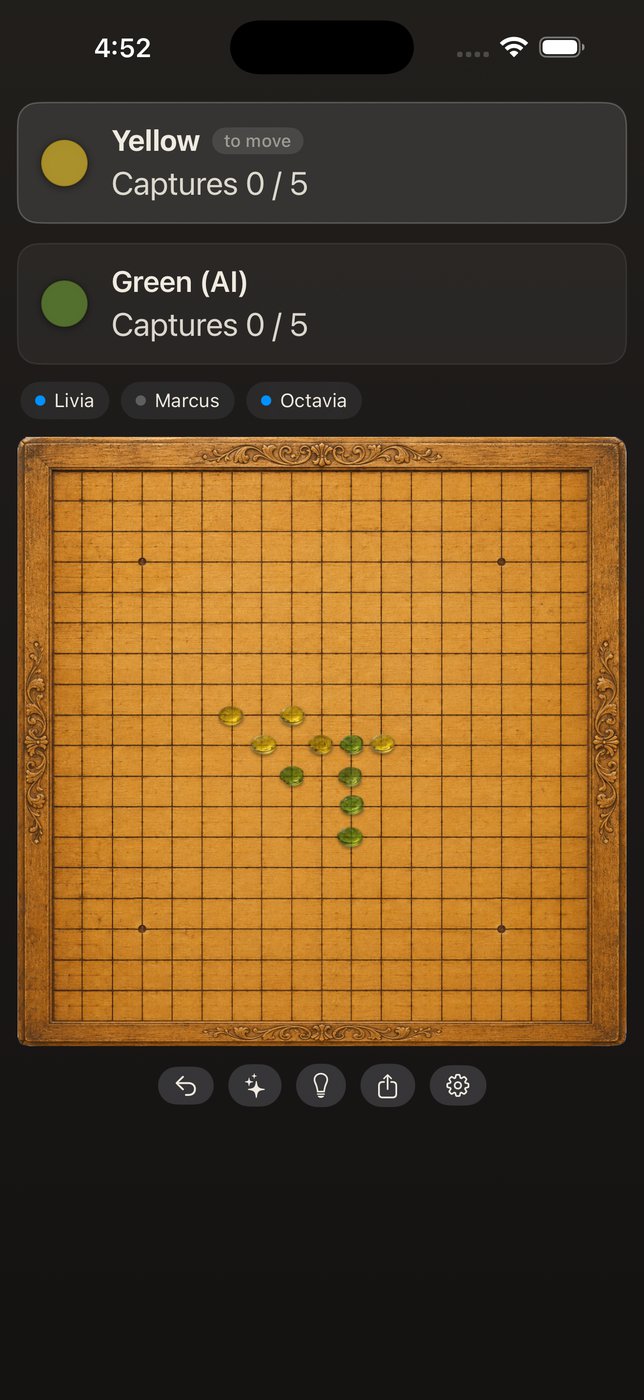 4:52
Yellow to move
Captures 0 / 5
Green (AI)
Captures 0 / 5
Livia Marcus Octavia